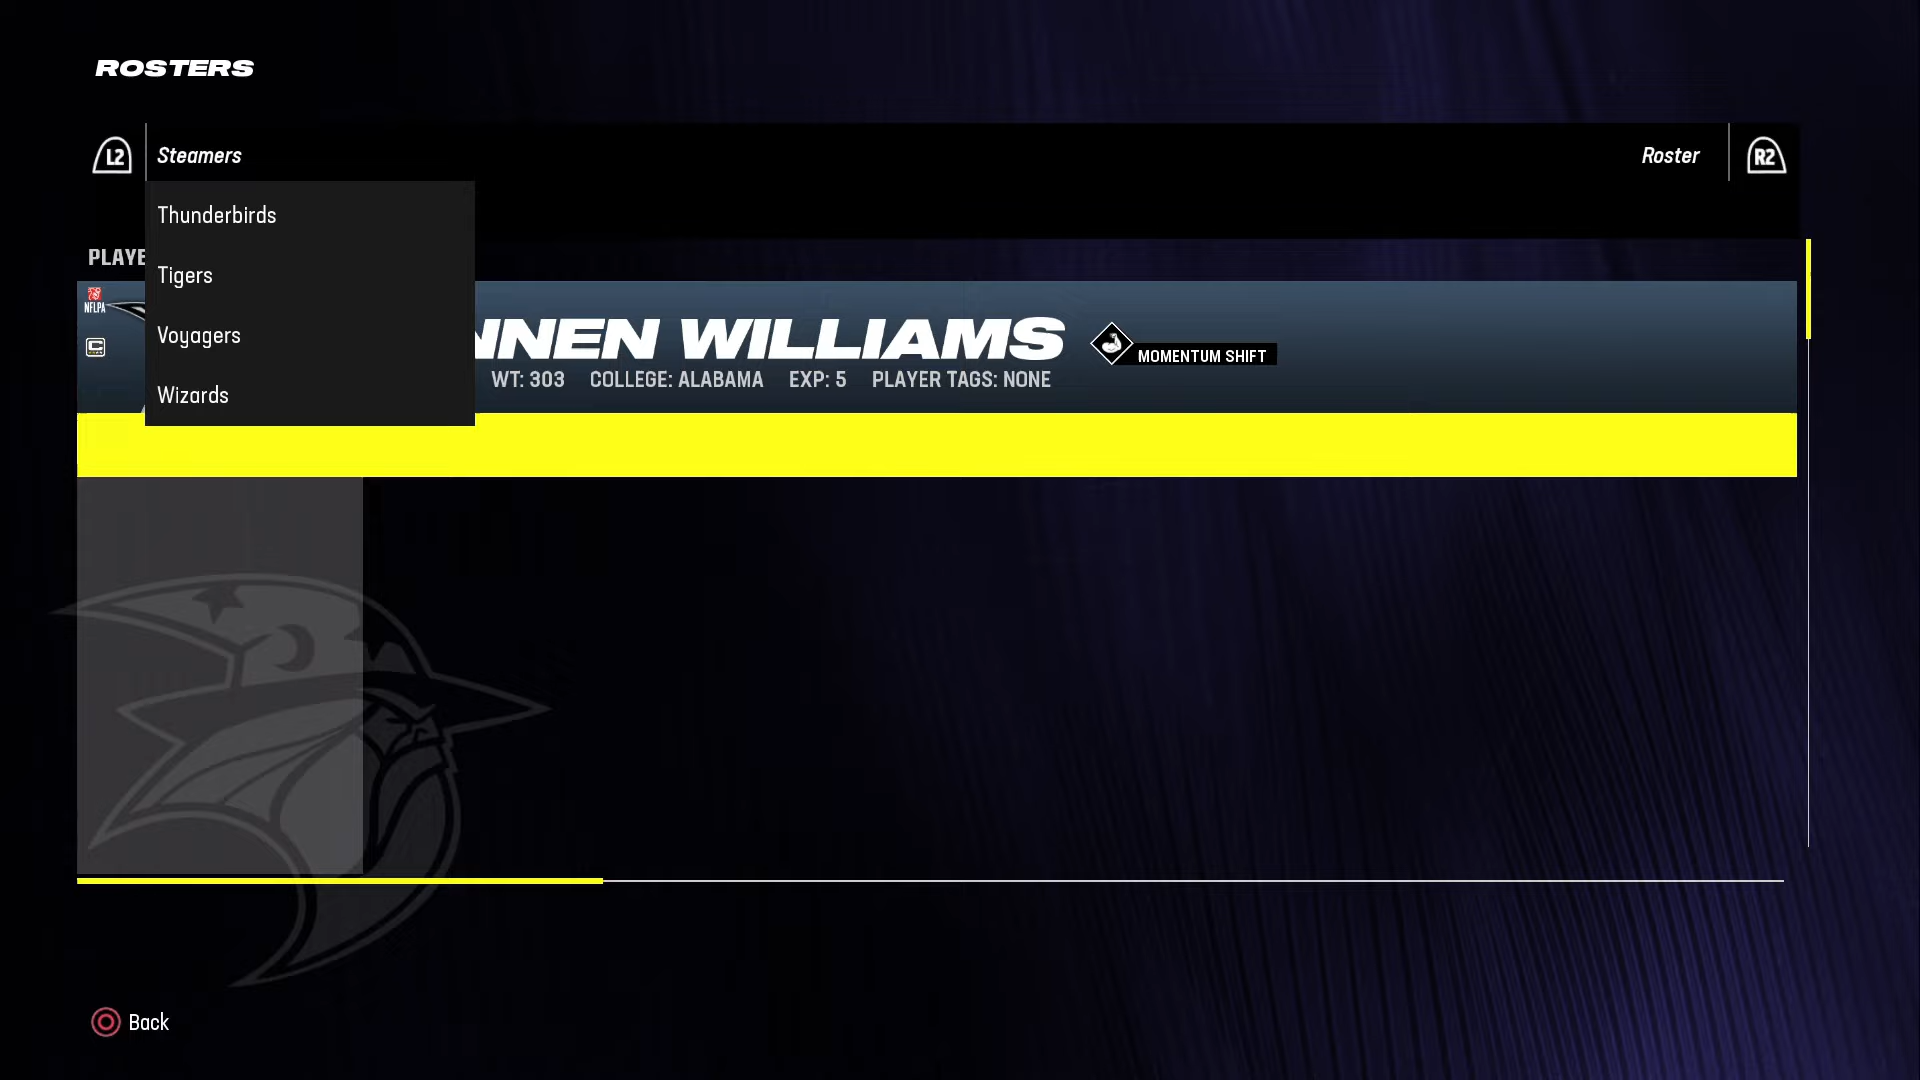 ROSTERS
L2 Steamers Roster R2
Thunderbirds
PLAYE
Tigers
NFLPA
Voyagers
C
NNEN WILLIAMS
MOMENTUM SHIFT
WT: 303 COLLEGE: ALABAMA EXP: 5 PLAYER TAGS: NONE
Wizards
Back